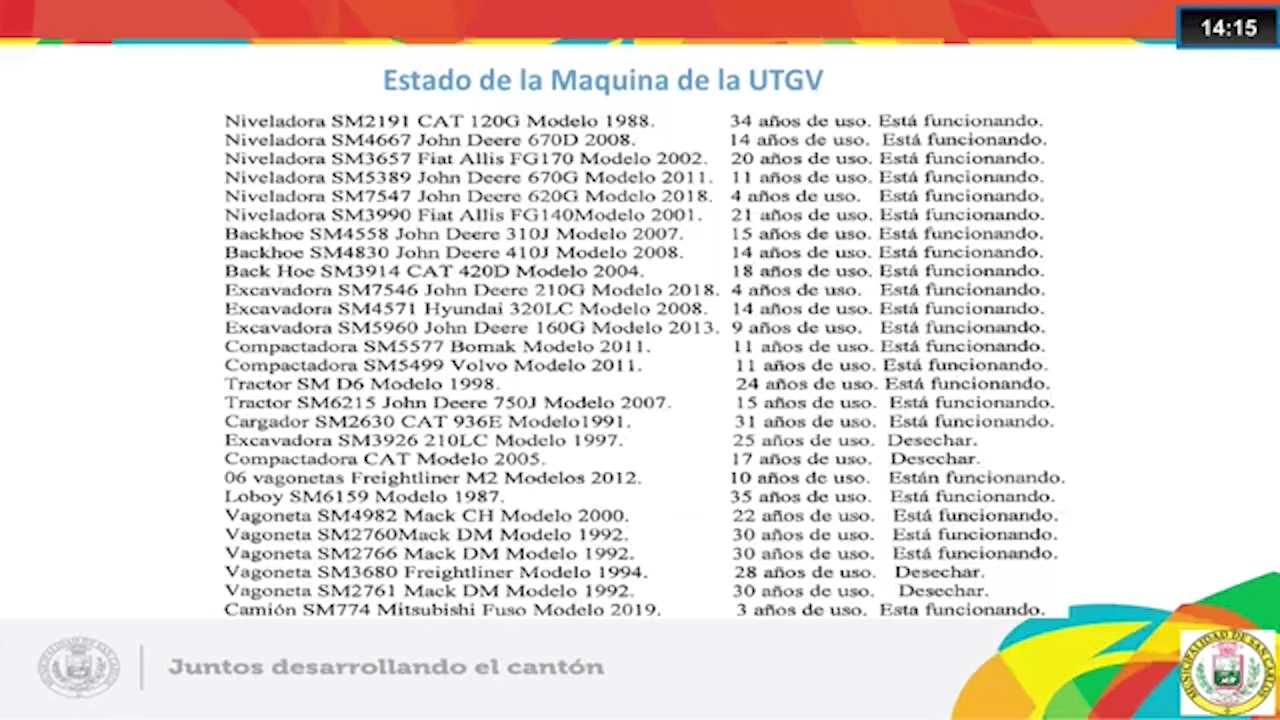 14:15
Estado de la Maquina de la UTGV
Niveladora SM2191 CAT 120G Modelo 1988. 34 años de uso. Está funcionando.
Niveladora SM4667 John Deere 670D 2008. 14 años de uso. Está funcionando.
Niveladora SM3657 Fiat Allis FG170 Modelo 2002. 20 años de uso. Está funcionando.
Niveladora SM5389 John Deere 670G Modelo 2011. 11 años de uso. Está funcionando.
Niveladora SM7547 John Deere 620G Modelo 2018. 4 años de uso. Está funcionando.
Niveladora SM3990 Fiat Allis FG140Modelo 2001. 21 años de uso. Está funcionando.
Backhoe SM4558 John Deere 310J Modelo 2007. 15 años de uso. Está funcionando.
Backhoe SM4830 John Deere 410J Modelo 2008. 14 años de uso. Está funcionando.
Back Hoe SM3914 CAT 420D Modelo 2004. 18 años de uso. Está funcionando.
Excavadora SM7546 John Deere 210G Modelo 2018. 4 años de uso. Está funcionando.
Excavadora SM4571 Hyundai 320LC Modelo 2008. 14 años de uso. Está funcionando.
Excavadora SM5960 John Deere 160G Modelo 2013. 9 años de uso. Está funcionando.
Compactadora SM5577 Bomak Modelo 2011. 11 años de uso. Está funcionando.
Compactadora SM5499 Volvo Modelo 2011. 11 años de uso. Está funcionando.
Tractor SM D6 Modelo 1998. 24 años de uso. Está funcionando.
Tractor SM6215 John Deere 750J Modelo 2007. 15 años de uso. Está funcionando.
Cargador SM2630 CAT 936E Modelo1991. 31 años de uso. Está funcionando.
Excavadora SM3926 210LC Modelo 1997. 25 años de uso. Desechar.
Compactadora CAT Modelo 2005. 17 años de uso. Desechar.
06 vagonetas Freightliner M2 Modelos 2012. 10 años de uso. Están funcionando.
Loboy SM6159 Modelo 1987. 35 años de uso. Está funcionando.
Vagoneta SM4982 Mack CH Modelo 2000. 22 años de uso. Está funcionando.
Vagoneta SM2760Mack DM Modelo 1992. 30 años de uso. Está funcionando.
Vagoneta SM2766 Mack DM Modelo 1992. 30 años de uso. Está funcionando.
Vagoneta SM3680 Freightliner Modelo 1994. 28 años de uso. Desechar.
Vagoneta SM2761 Mack DM Modelo 1992. 30 años de uso. Desechar.
Camión SM774 Mitsubishi Fuso Modelo 2019. 3 años de uso. Esta funcionando.
Juntos desarrollando el cantón
MUNICIPALIDAD DE SAN CARLOS